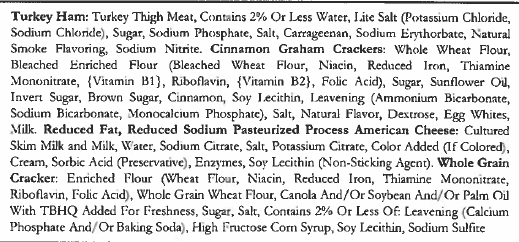 Turkey Ham: Turkey Thigh Meat, Contains 2% Or Less Water, Lite Salt (Potassium Chloride,
Sodium Chloride), Sugar, Sodium Phosphate, Salt, Carrageenan, Sodium Erythorbate, Natural
Smoke Flavoring, Sodium Nitrite. Cinnamon Graham Crackers: Whole Wheat Flour,
Bleached Enriched Flour (Bleached Wheat Flour, Niacin, Reduced Iron, Thiamine
Mononitrate, {Vitamin B1}, Riboflavin, {Vitamin B2}, Folic Acid), Sugar, Sunflower Oil,
Invert Sugar, Brown Sugar, Cinnamon, Soy Lecithin, Leavening (Ammonium Bicarbonate,
Sodium Bicarbonate, Monocalcium Phosphate), Salt, Natural Flavor, Dextrose, Egg Whites,
Milk. Reduced Fat, Reduced Sodium Pasteurized Process American Cheese: Cultured
Skim Milk and Milk, Water, Sodium Citrate, Salt, Potassium Citrate, Color Added (If Colored),
Cream, Sorbic Acid (Preservative), Enzymes, Soy Lecithin (Non-Sticking Agent). Whole Grain
Cracker: Enriched Flour (Wheat Flour, Niacin, Reduced Iron, Thiamine Mononitrate,
Riboflavin, Folic Acid), Whole Grain Wheat Flour, Canola And/Or Soybean And/Or Palm Oil
With TBHQ Added For Freshness, Sugar, Salt, Contains 2% Or Less Of: Leavening (Calcium
Phosphate And/Or Baking Soda), High Fructose Corn Syrup, Soy Lecithin, Sodium Sulfite